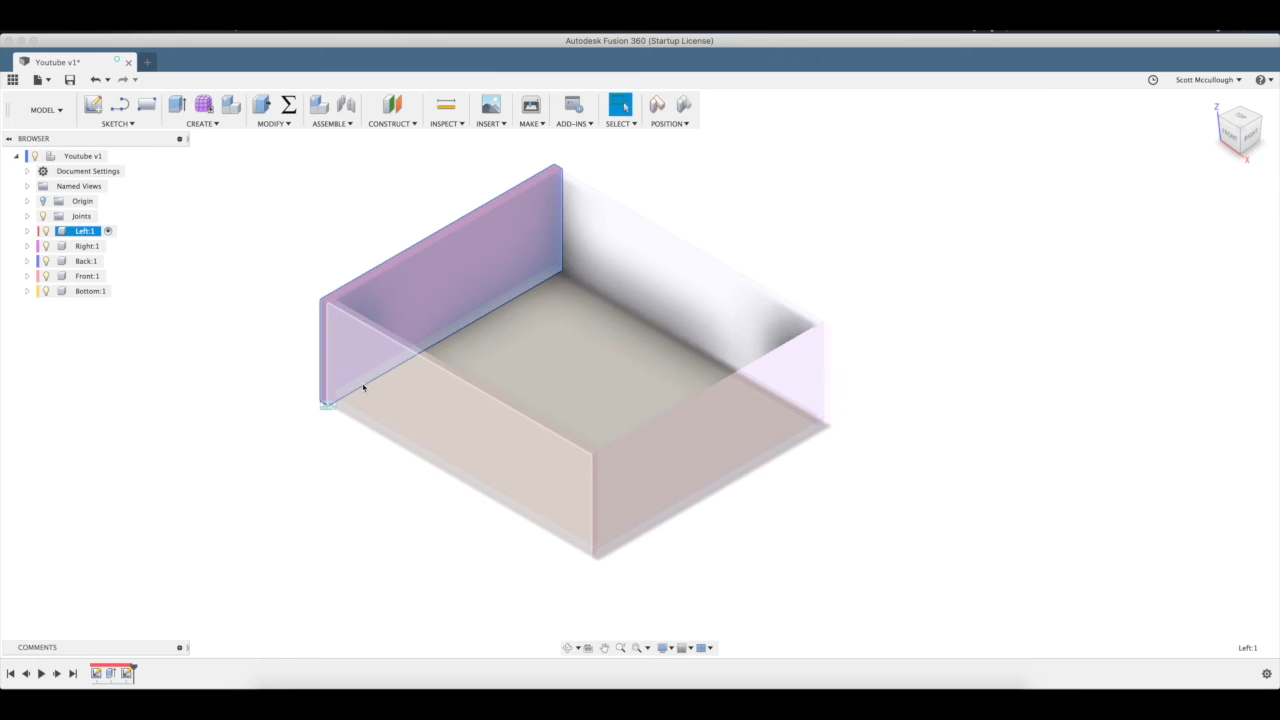 Autodesk Fusion 360 (Startup License)
Youtube v1*
Scott Mccullough
MODEL
SKETCH
CREATE
MODIFY
ASSEMBLE
CONSTRUCT
INSPECT
INSERT
MAKE
ADD-INS
SELECT
POSITION
BROWSER
Youtube v1
Document Settings
Named Views
Origin
Joints
Left:1
Right:1
Back:1
Front:1
Bottom:1
Z
FRONT
RIGHT
X
COMMENTS
Left:1